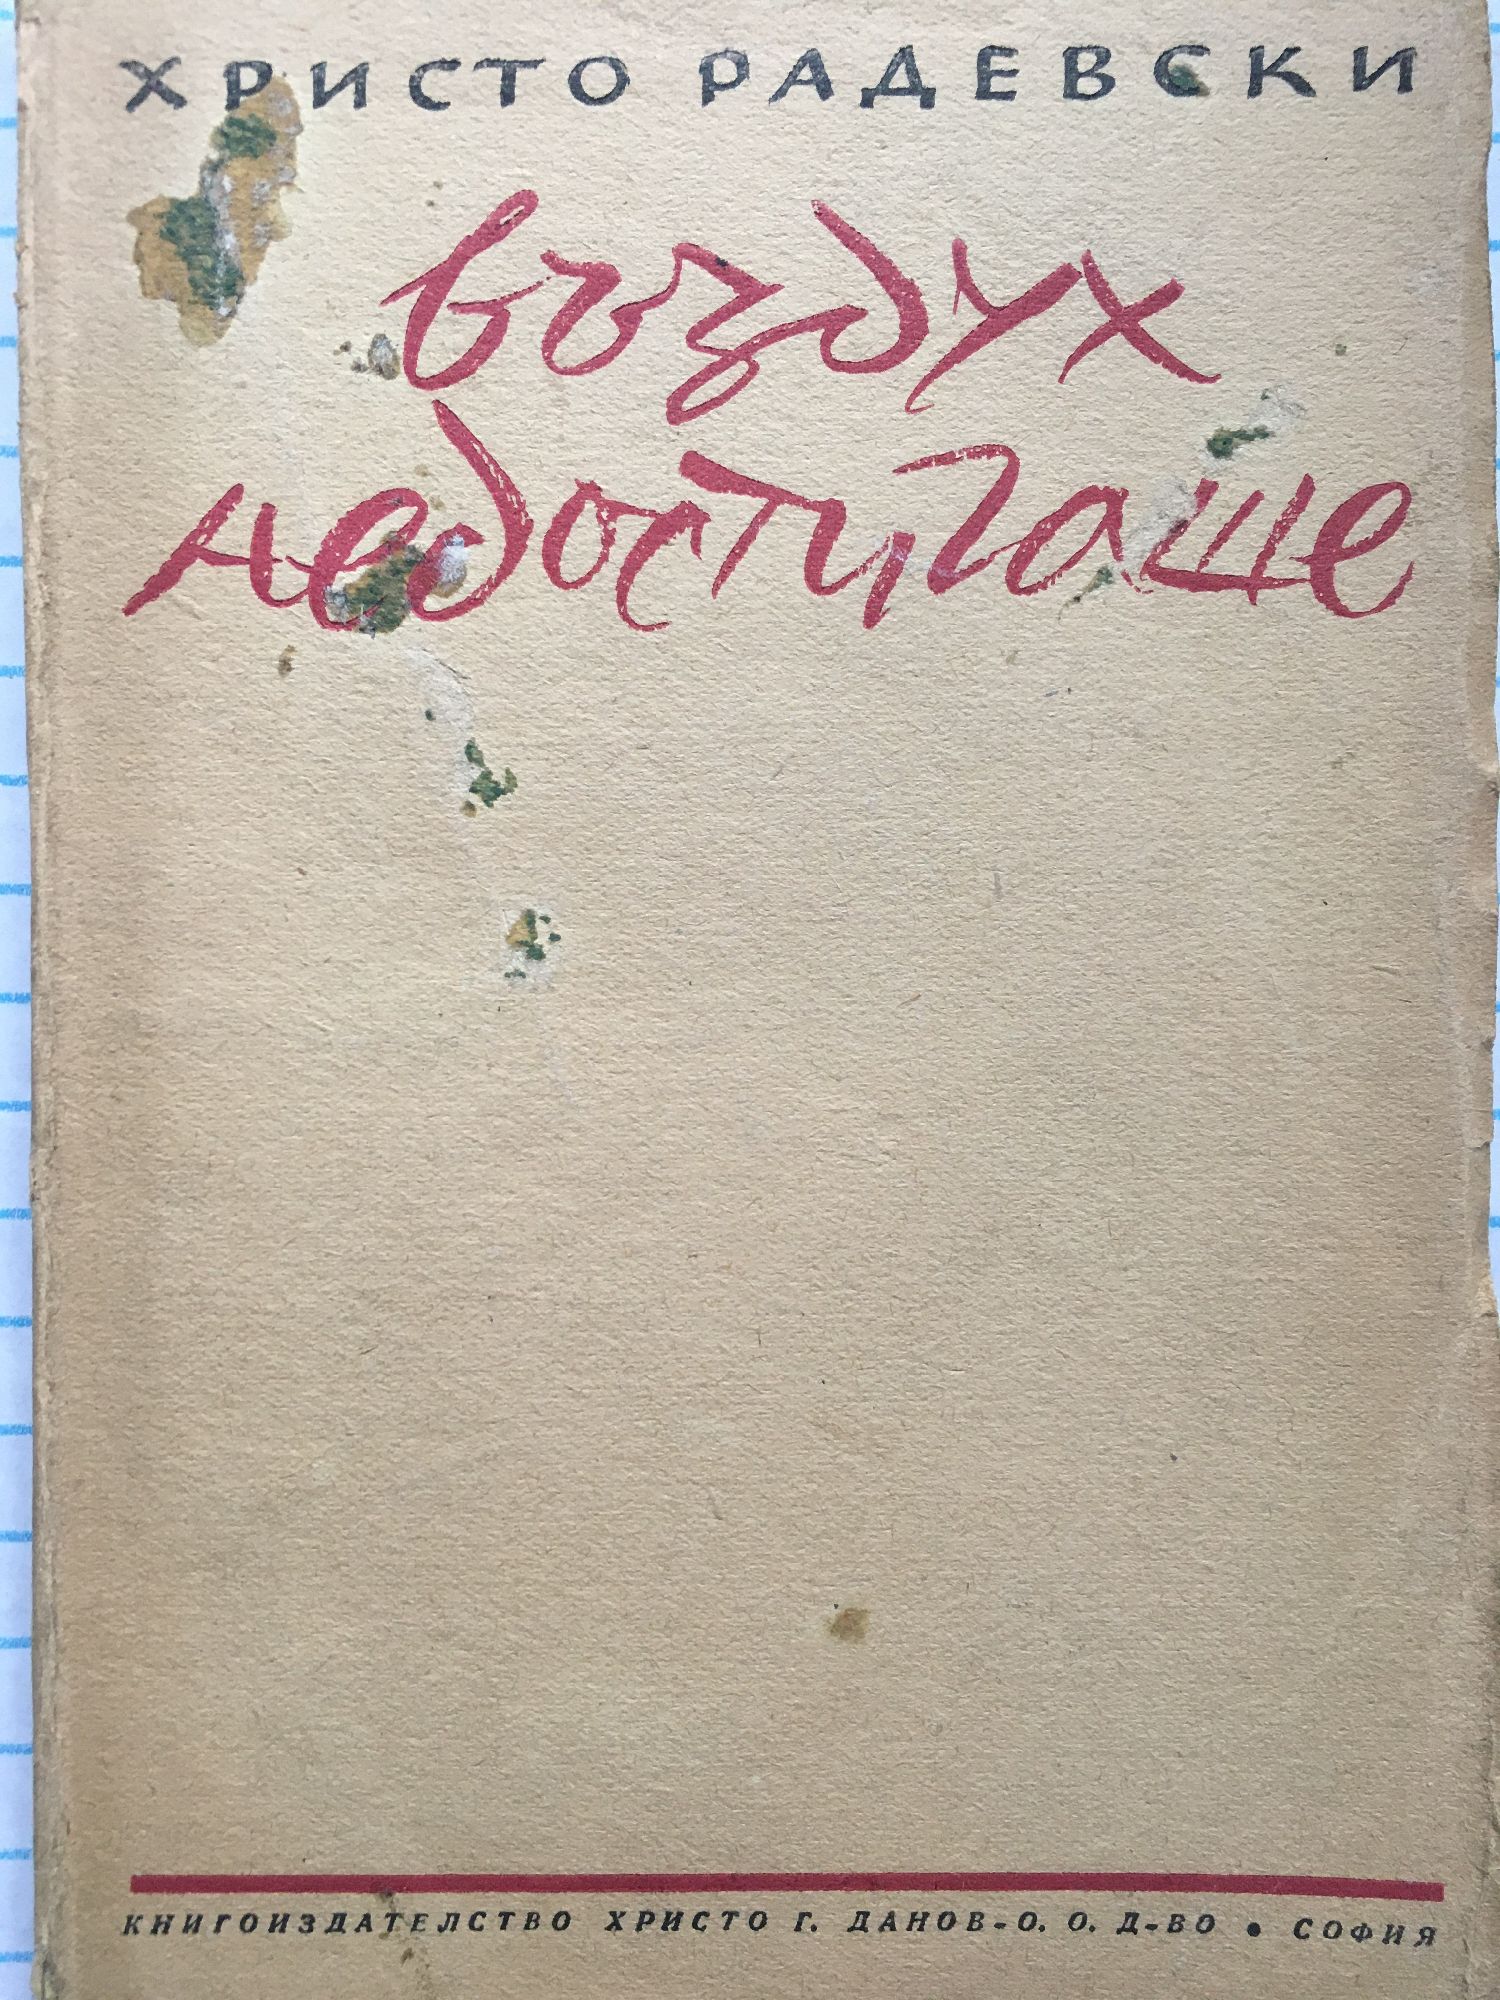 ХРИСТО РАДЕВСКИ
въздух
недостигаше
КНИГОИЗДАТЕЛСТВО ХРИСТО Г. ДАНОВ-О. О. Д-ВО • СОФИЯ